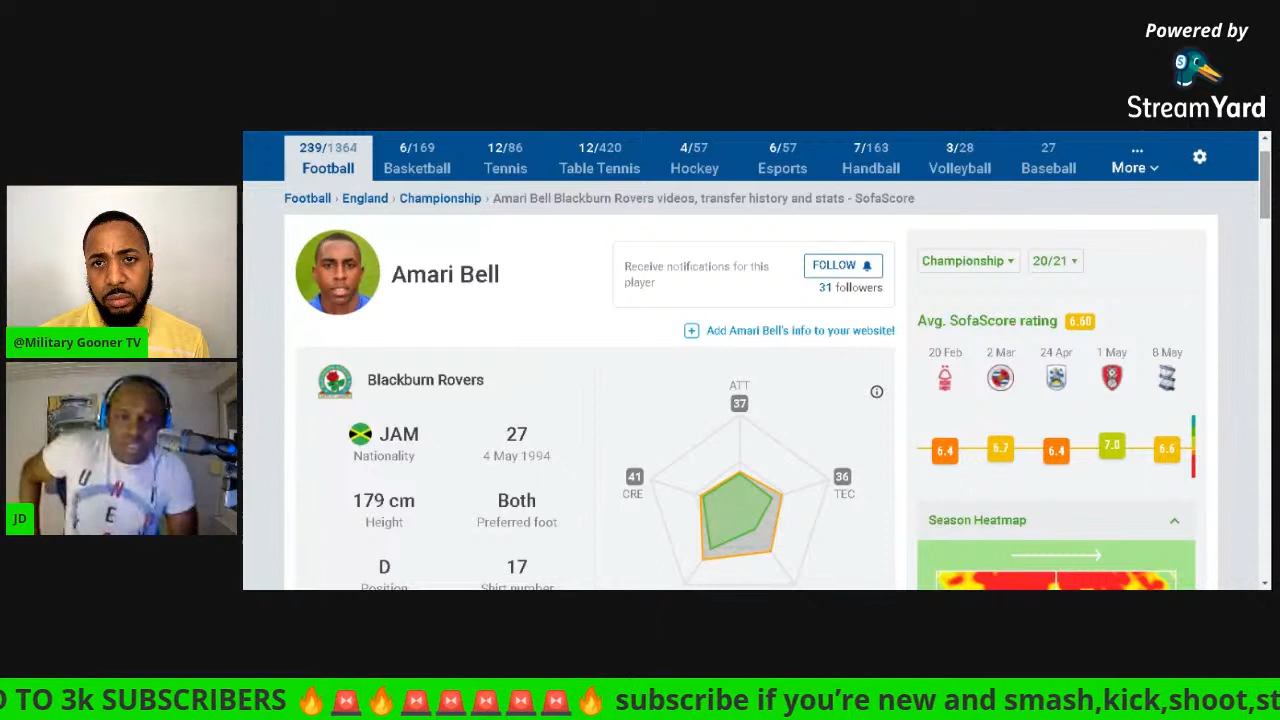 Powered by
StreamYard
239/1364 6/169 12/86 12/420 4/57 6/57 7/163 3/28 27 ...
Football Basketball Tennis Table Tennis Hockey Esports Handball Volleyball Baseball More
Football › England › Championship › Amari Bell Blackburn Rovers videos, transfer history and stats - SofaScore
Amari Bell
Receive notifications for this
player
FOLLOW
31 followers
Add Amari Bell's info to your website!
Blackburn Rovers
JAM 27
Nationality 4 May 1994
179 cm Both
Height Preferred foot
D 17
Position Shirt number
ATT
37
41
CRE
36
TEC
Championship 20/21
Avg. SofaScore rating 6.60
20 Feb 2 Mar 24 Apr 1 May 8 May
6.4 6.7 6.4 7.0 6.6
Season Heatmap
@Military Gooner TV
JD
U N I
E
O TO 3k SUBSCRIBERS 🔥🚨🔥🚨🚨🚨🚨🚨🔥 subscribe if you’re new and smash,kick,shoot,st